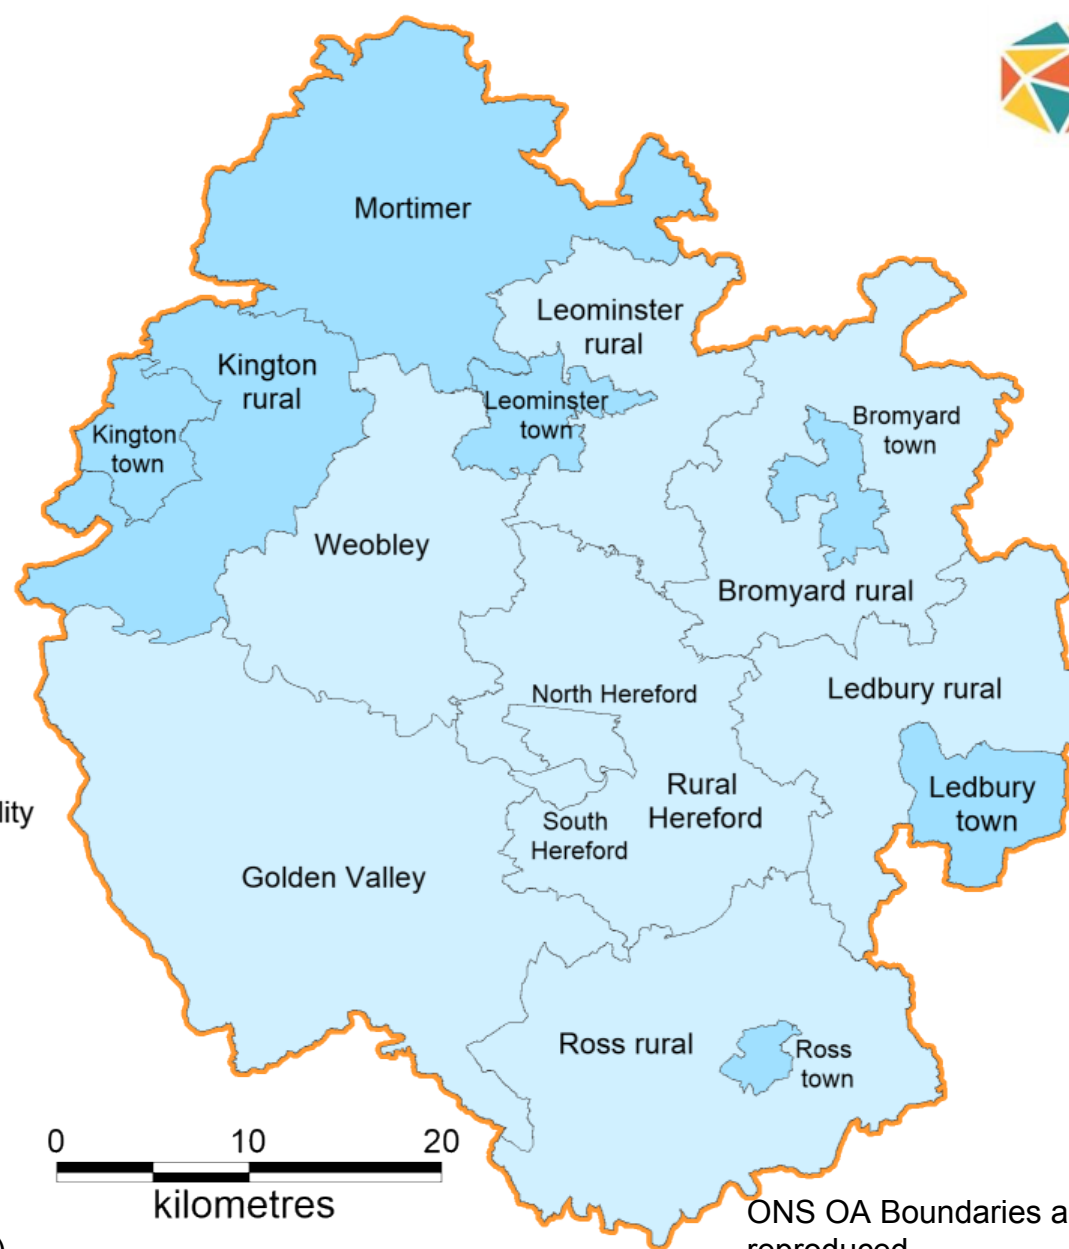 Mortimer
Leominster
rural
Kington
rural
Leominster
town
Bromyard
town
Kington
town
Weobley
Bromyard rural
North Hereford
Ledbury rural
Rural
Hereford
Ledbury
town
South
Hereford
Golden Valley
Ross rural
Ross
town
0 10 20
kilometres
ONS OA Boundaries a
reproduced